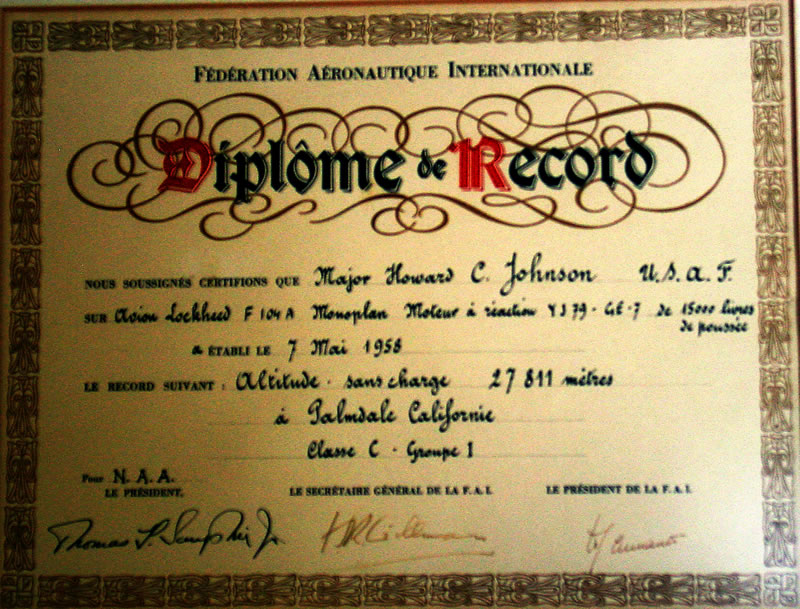 FÉDÉRATION AÉRONAUTIQUE INTERNATIONALE
Diplôme de Record
NOUS SOUSSIGNÉS CERTIFIONS QUE Major Howard C. Johnson U.S.A.F.
SUR Avion Lockheed F 104 A Monoplan Moteur à réaction YJ79-GE-7 de 15000 livres
de poussée
a ÉTABLI LE 7 Mai 1958
LE RECORD SUIVANT : Altitude - sans charge 27 811 mètres
à Palmdale Californie
Classe C - Groupe I
Pour N.A.A.
LE PRÉSIDENT, LE SECRÉTAIRE GÉNÉRAL DE LA F.A.I. LE PRÉSIDENT DE LA F.A.I.
Thomas